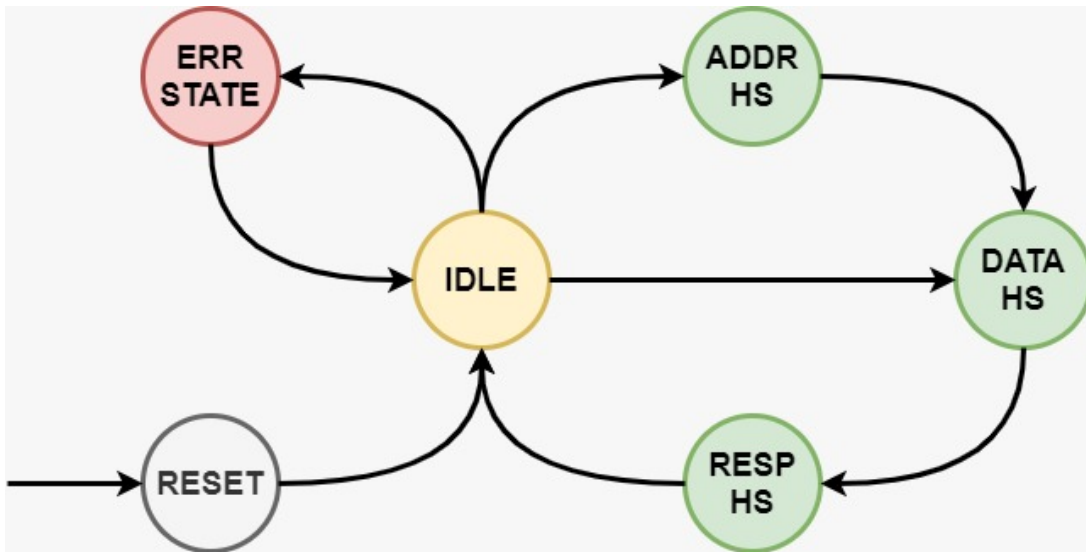 ERR
STATE
ADDR
HS
IDLE
DATA
HS
RESET
RESP
HS